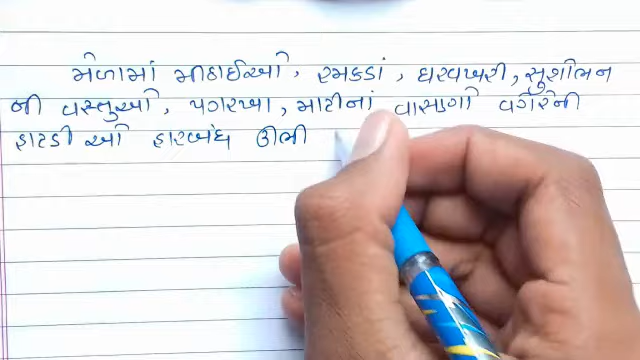 મેળામાં મીઠાઈઓ, રમકડાં, ઘરવખરી, સુશોભન
ની વસ્તુઓ, પગરખા, માટીનાં વાસણો વગેરેની
હાટડીઓ હારબંધ ઊભી